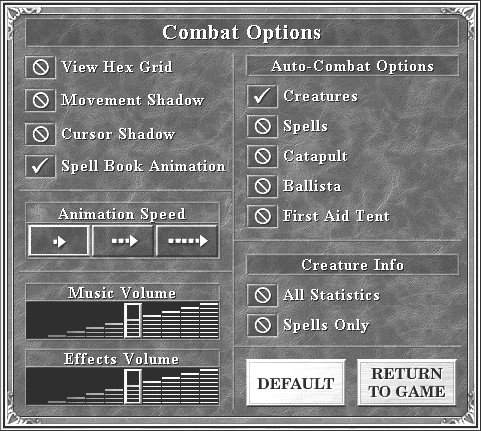 Combat Options
View Hex Grid
Movement Shadow
Cursor Shadow
Spell Book Animation
Animation Speed
Music Volume
Effects Volume
Auto-Combat Options
Creatures
Spells
Catapult
Ballista
First Aid Tent
Creature Info
All Statistics
Spells Only
DEFAULT
RETURN
TO GAME